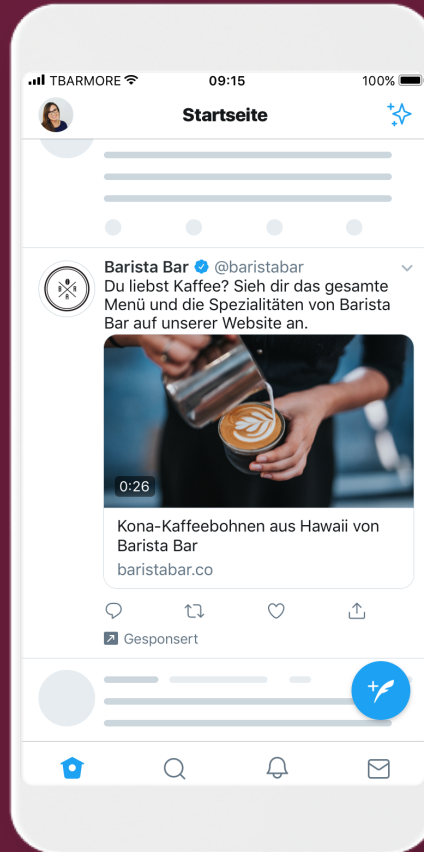 TBARMORE
09:15
100%
Startseite
Barista Bar @baristabar
Du liebst Kaffee? Sieh dir das gesamte
Menü und die Spezialitäten von Barista
Bar auf unserer Website an.
0:26
Kona-Kaffeebohnen aus Hawaii von
Barista Bar
baristabar.co
Gesponsert